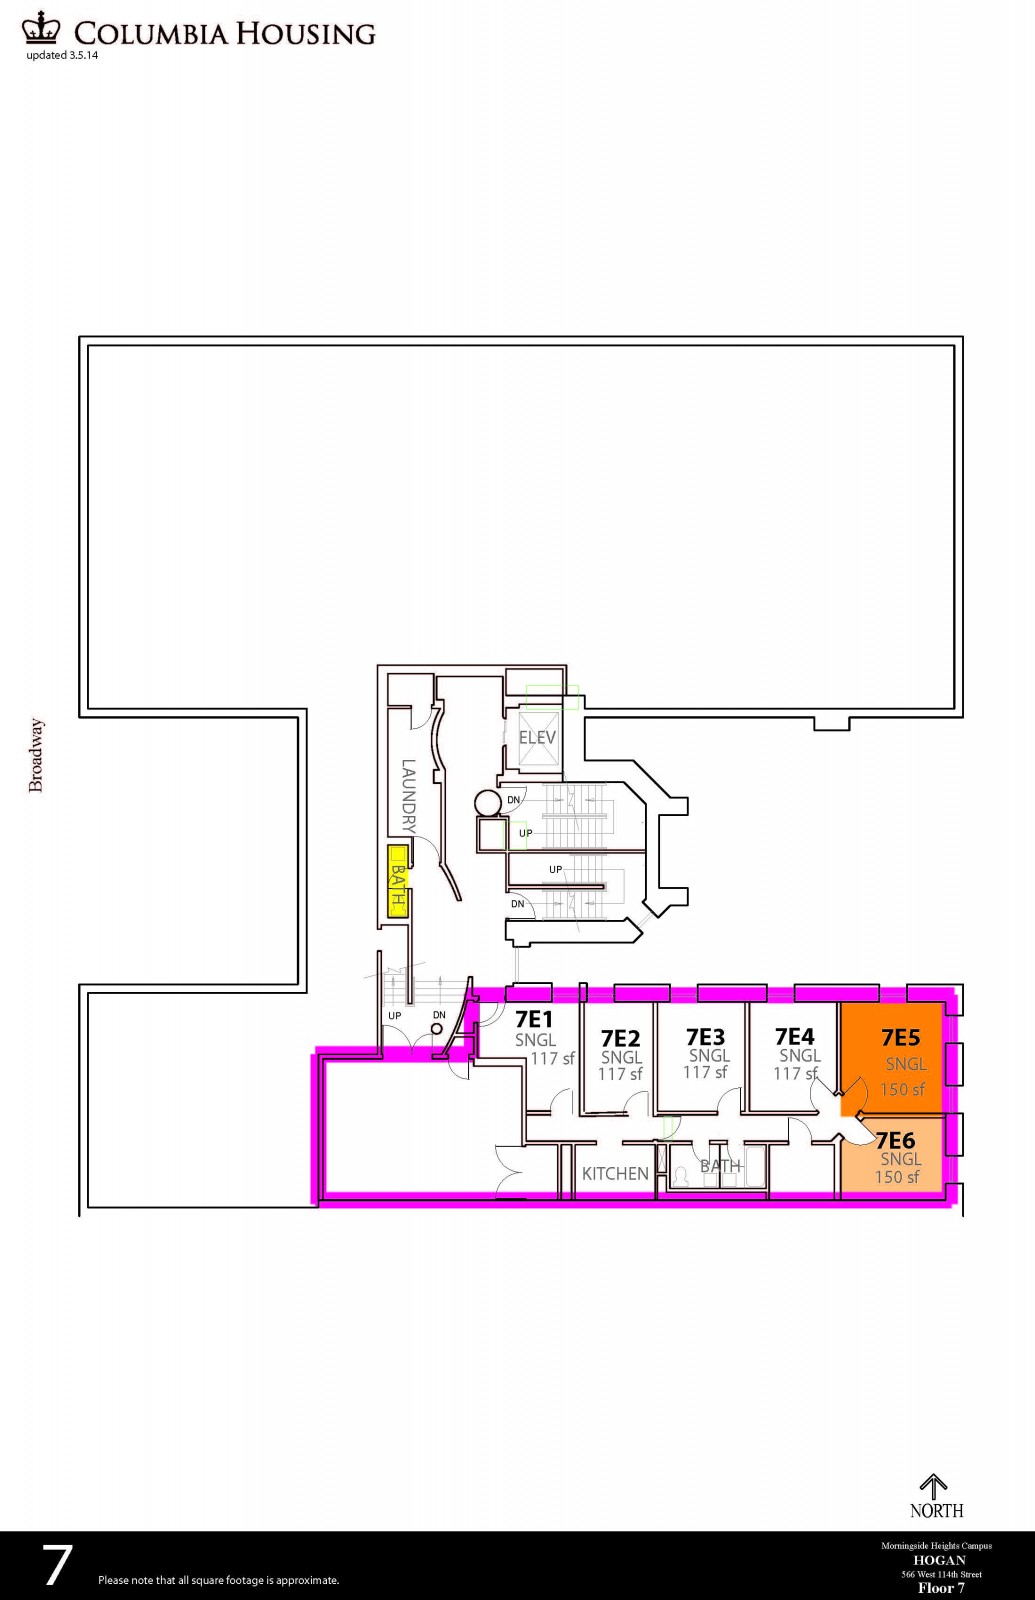 COLUMBIA HOUSING
updated 3.5.14
Broadway
ELEV
LAUNDRY
DN
UP
BATH
UP
DN
UP
DN
7E1
SNGL
117 sf
7E2
SNGL
117 sf
7E3
SNGL
117 sf
7E4
SNGL
117 sf
7E5
SNGL
150 sf
7E6
SNGL
150 sf
KITCHEN
BATH
NORTH
7
Please note that all square footage is approximate.
Morningside Heights Campus
HOGAN
566 West 114th Street
Floor 7